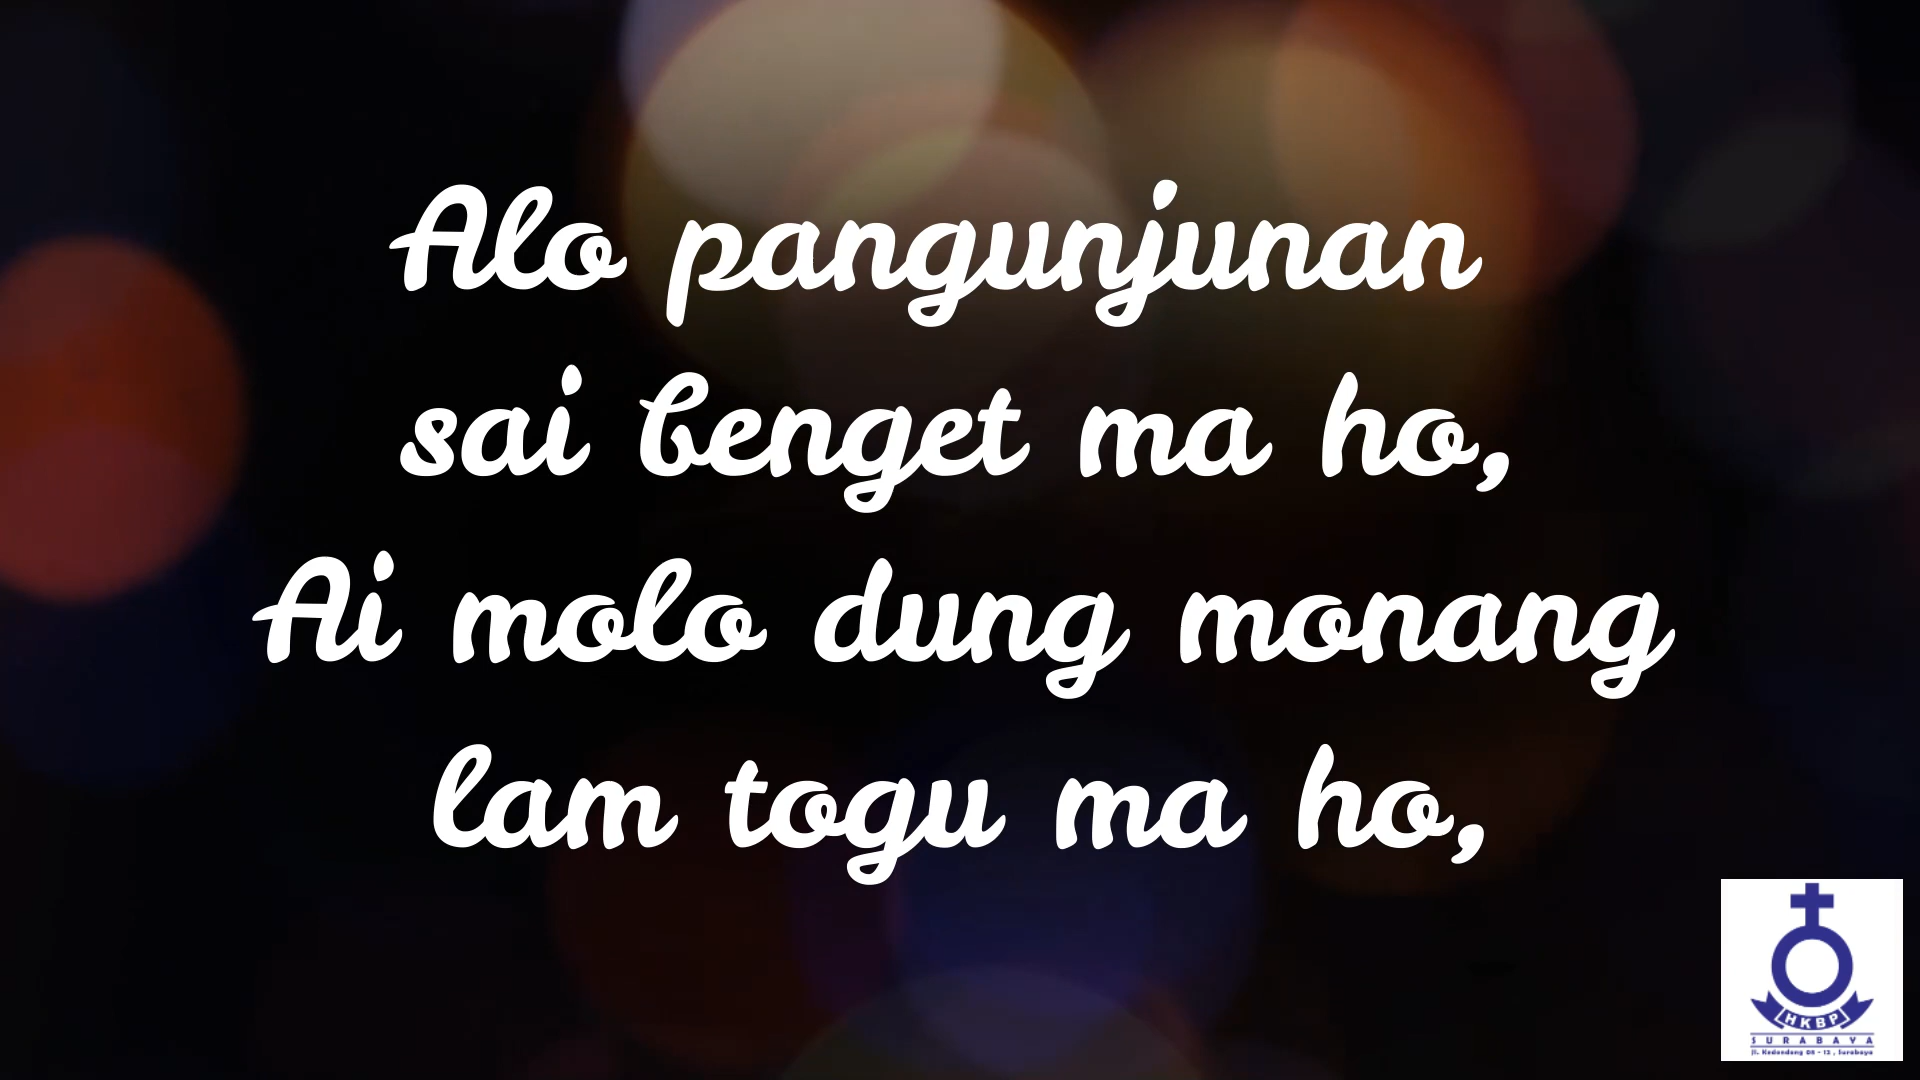 Alo pangunjunan
sai benget ma ho,
Ai molo dung monang
lam togu ma ho,
HKBP
SURABAYA